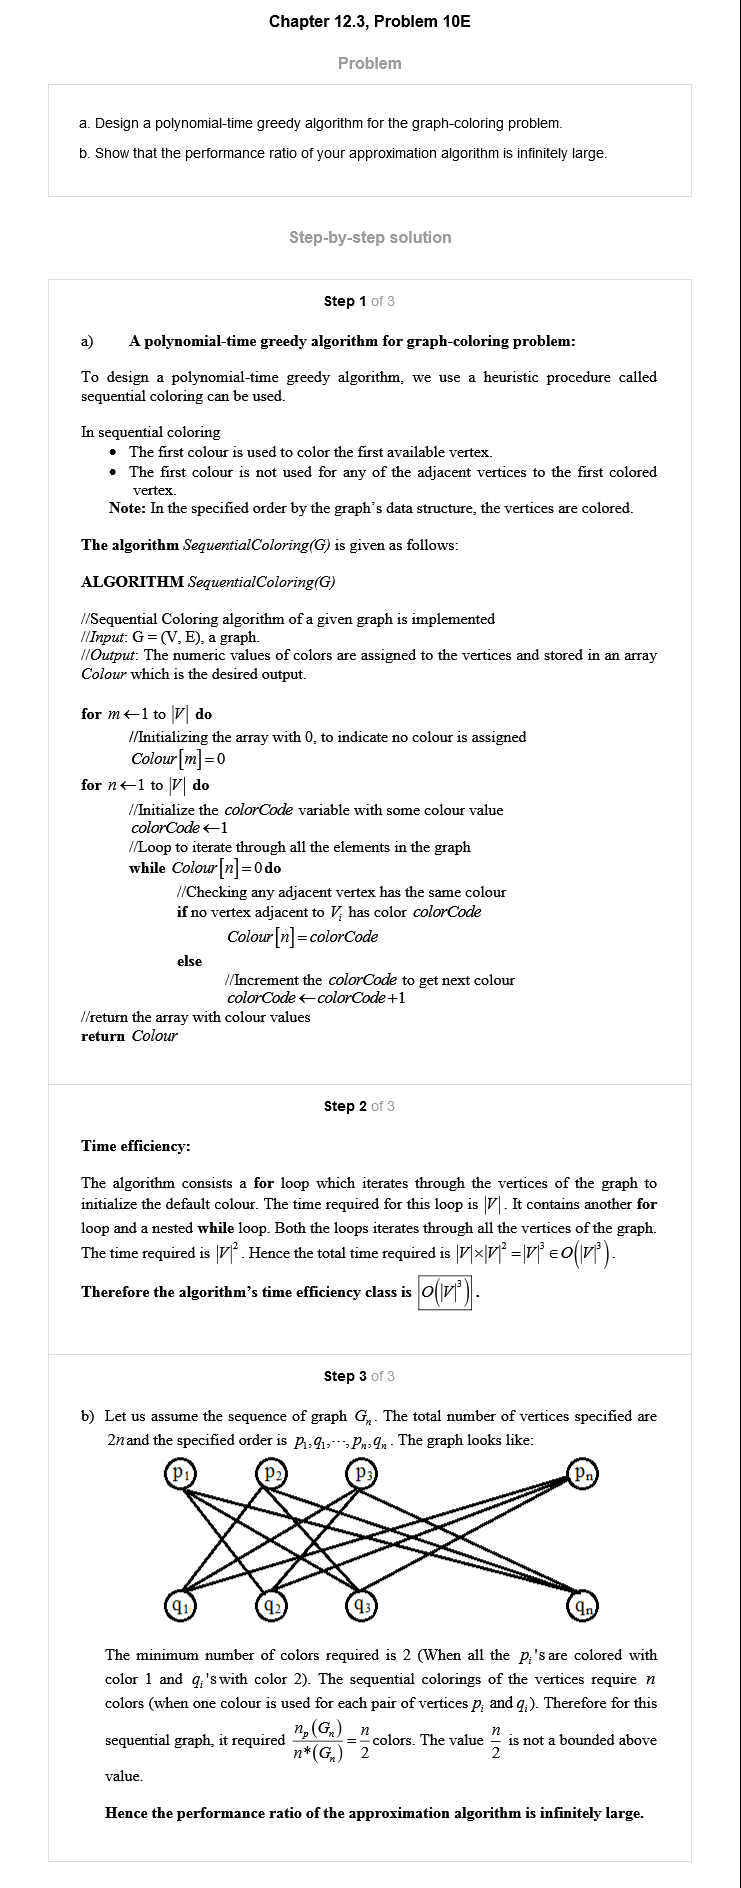 Chapter 12.3, Problem 10E
Problem
a. Design a polynomial-time greedy algorithm for the graph-coloring problem.
b. Show that the performance ratio of your approximation algorithm is infinitely large.
Step-by-step solution
Step 1 of 3
a) A polynomial-time greedy algorithm for graph-coloring problem:
To design a polynomial-time greedy algorithm, we use a heuristic procedure called
sequential coloring can be used.
In sequential coloring
• The first colour is used to color the first available vertex.
• The first colour is not used for any of the adjacent vertices to the first colored
vertex.
Note: In the specified order by the graph's data structure, the vertices are colored.
The algorithm SequentialColoring(G) is given as follows:
ALGORITHM SequentialColoring(G)
//Sequential Coloring algorithm of a given graph is implemented
//Input: G = (V, E), a graph.
//Output: The numeric values of colors are assigned to the vertices and stored in an array
Colour which is the desired output.
for m ← 1 to |V| do
//Initializing the array with 0, to indicate no colour is assigned
Colour[m] = 0
for n ← 1 to |V| do
//Initialize the colorCode variable with some colour value
colorCode ← 1
//Loop to iterate through all the elements in the graph
while Colour[n] = 0 do
//Checking any adjacent vertex has the same colour
if no vertex adjacent to V_i has color colorCode
Colour[n] = colorCode
else
//Increment the colorCode to get next colour
colorCode ← colorCode+1
//return the array with colour values
return Colour
Step 2 of 3
Time efficiency:
The algorithm consists a for loop which iterates through the vertices of the graph to
initialize the default colour. The time required for this loop is |V|. It contains another for
loop and a nested while loop. Both the loops iterates through all the vertices of the graph.
The time required is |V|². Hence the total time required is |V|×|V|² = |V|³ ∈ O(|V|³).
Therefore the algorithm's time efficiency class is O(|V|³).
Step 3 of 3
b) Let us assume the sequence of graph G_n. The total number of vertices specified are
2n and the specified order is p₁, q₁, ···, p_n, q_n. The graph looks like:
p₁ p₂ p₃ p_n
q₁ q₂ q₃ q_n
The minimum number of colors required is 2 (When all the p_i's are colored with
color 1 and q_i's with color 2). The sequential colorings of the vertices require n
colors (when one colour is used for each pair of vertices p_i and q_i). Therefore for this
sequential graph, it required n_p(G_n)/n*(G_n) = n/2 colors. The value n/2 is not a bounded above
value.
Hence the performance ratio of the approximation algorithm is infinitely large.